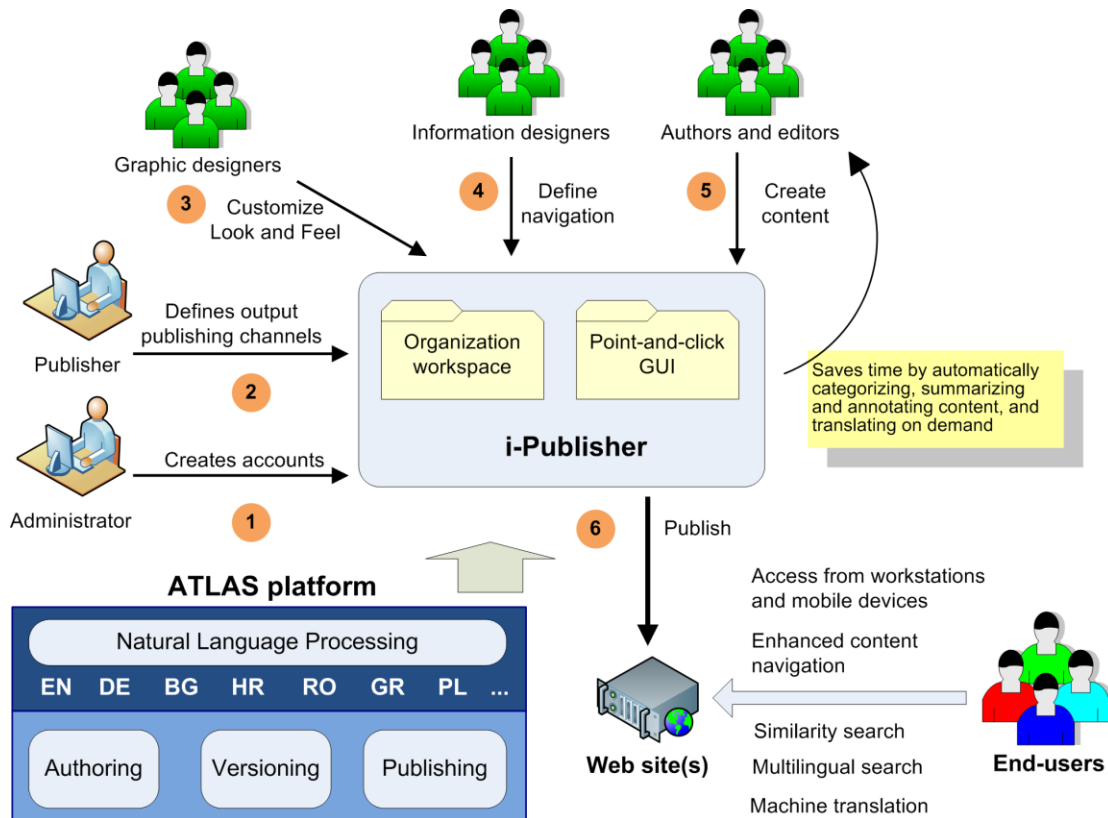 Graphic designers
Information designers
Authors and editors
3
Customize
Look and Feel
4
Define
navigation
5
Create
content
Publisher
Defines output
publishing channels
2
Organization
workspace
Point-and-click
GUI
i-Publisher
Saves time by automatically
categorizing, summarizing
and annotating content, and
translating on demand
Administrator
Creates accounts
1
6
Publish
ATLAS platform
Natural Language Processing
EN DE BG HR RO GR PL ...
Authoring
Versioning
Publishing
Web site(s)
Access from workstations
and mobile devices
Enhanced content
navigation
Similarity search
Multilingual search
Machine translation
End-users